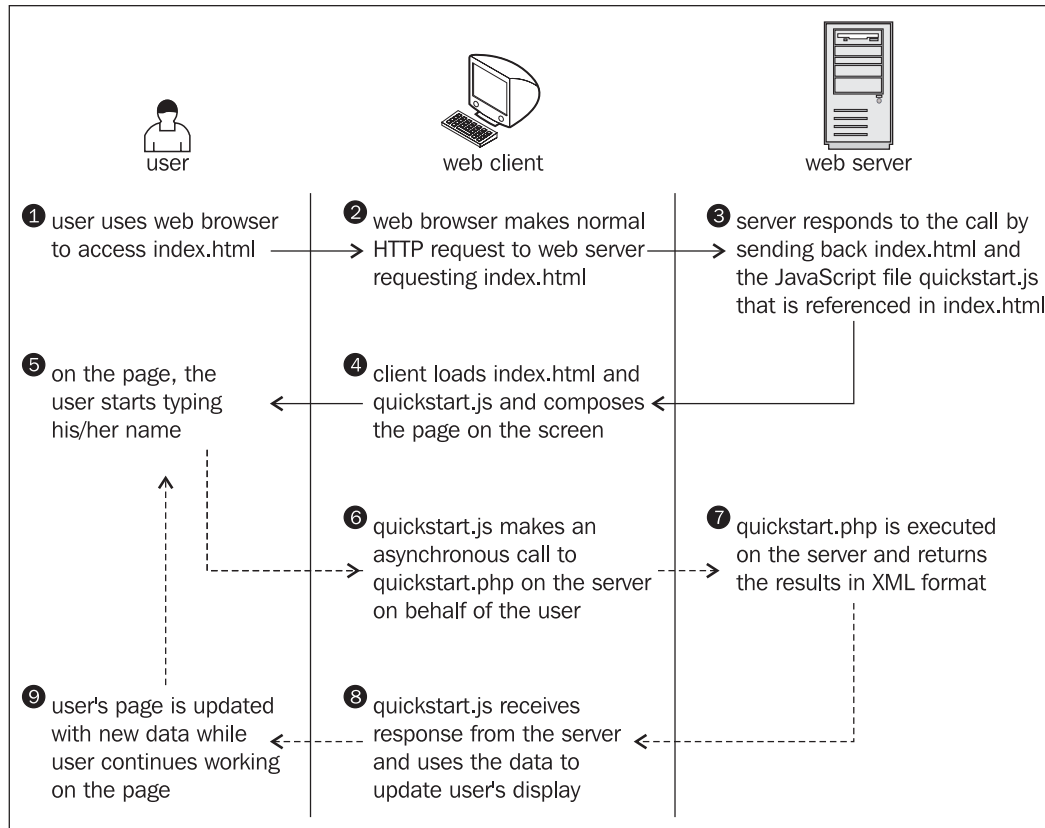 user
web client
web server
1 user uses web browser
to access index.html
2 web browser makes normal
HTTP request to web server
requesting index.html
3 server responds to the call by
sending back index.html and
the JavaScript file quickstart.js
that is referenced in index.html
5 on the page, the
user starts typing
his/her name
4 client loads index.html and
quickstart.js and composes
the page on the screen
6 quickstart.js makes an
asynchronous call to
quickstart.php on the server
on behalf of the user
7 quickstart.php is executed
on the server and returns
the results in XML format
9 user's page is updated
with new data while
user continues working
on the page
8 quickstart.js receives
response from the server
and uses the data to
update user's display